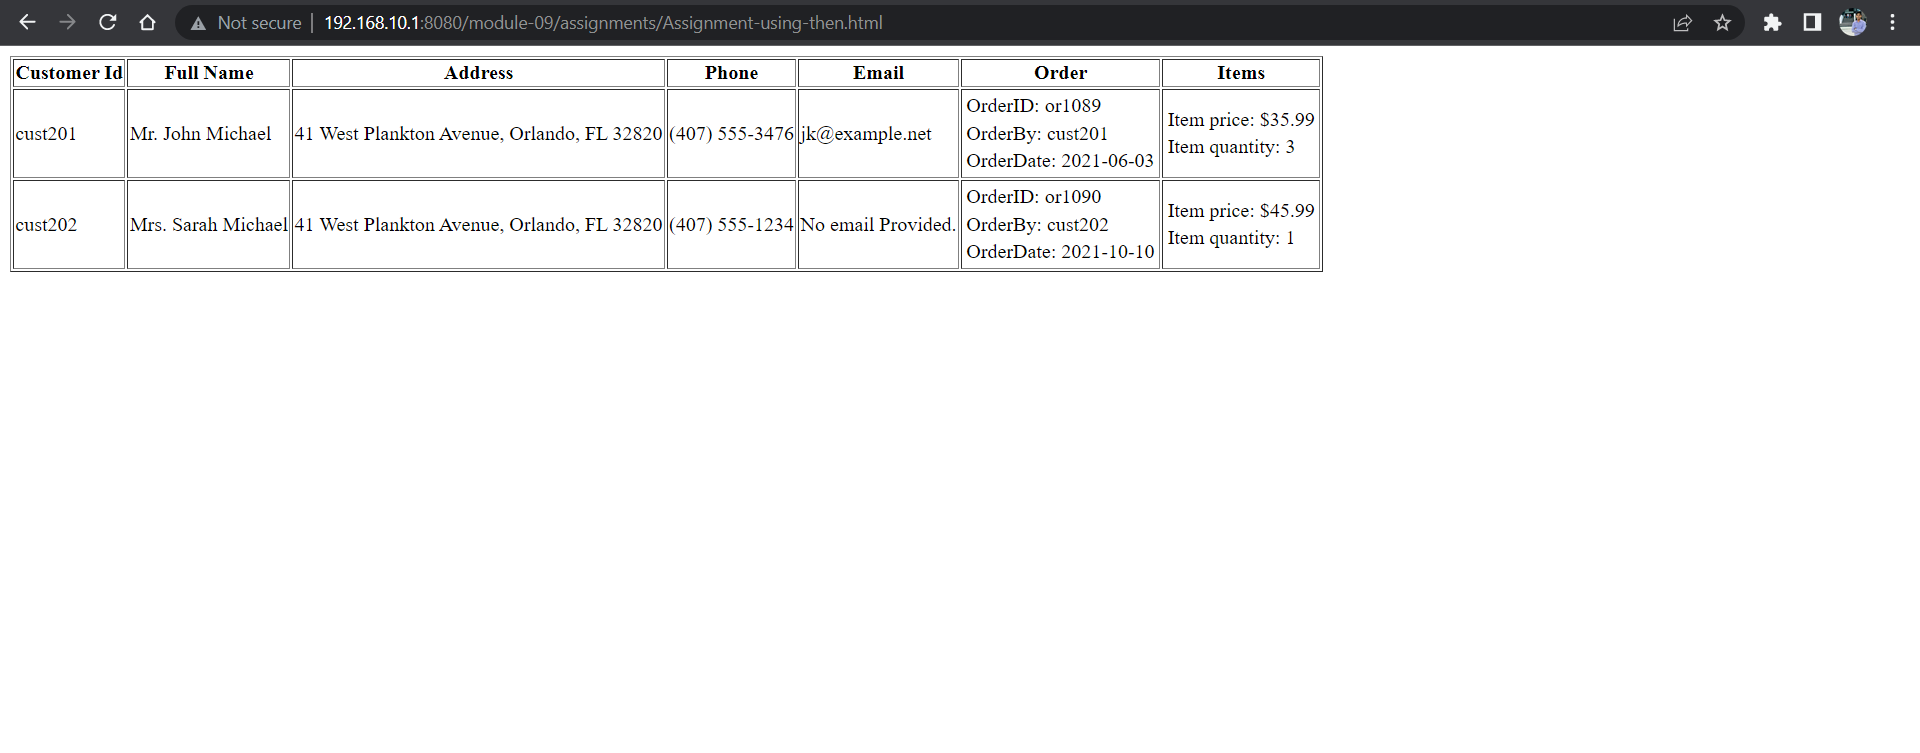 Not secure | 192.168.10.1:8080/module-09/assignments/Assignment-using-then.html
Customer Id Full Name Address Phone Email Order Items
cust201 Mr. John Michael 41 West Plankton Avenue, Orlando, FL 32820 (407) 555-3476 jk@example.net
OrderID: or1089
OrderBy: cust201
OrderDate: 2021-06-03
Item price: $35.99
Item quantity: 3
cust202 Mrs. Sarah Michael 41 West Plankton Avenue, Orlando, FL 32820 (407) 555-1234 No email Provided.
OrderID: or1090
OrderBy: cust202
OrderDate: 2021-10-10
Item price: $45.99
Item quantity: 1